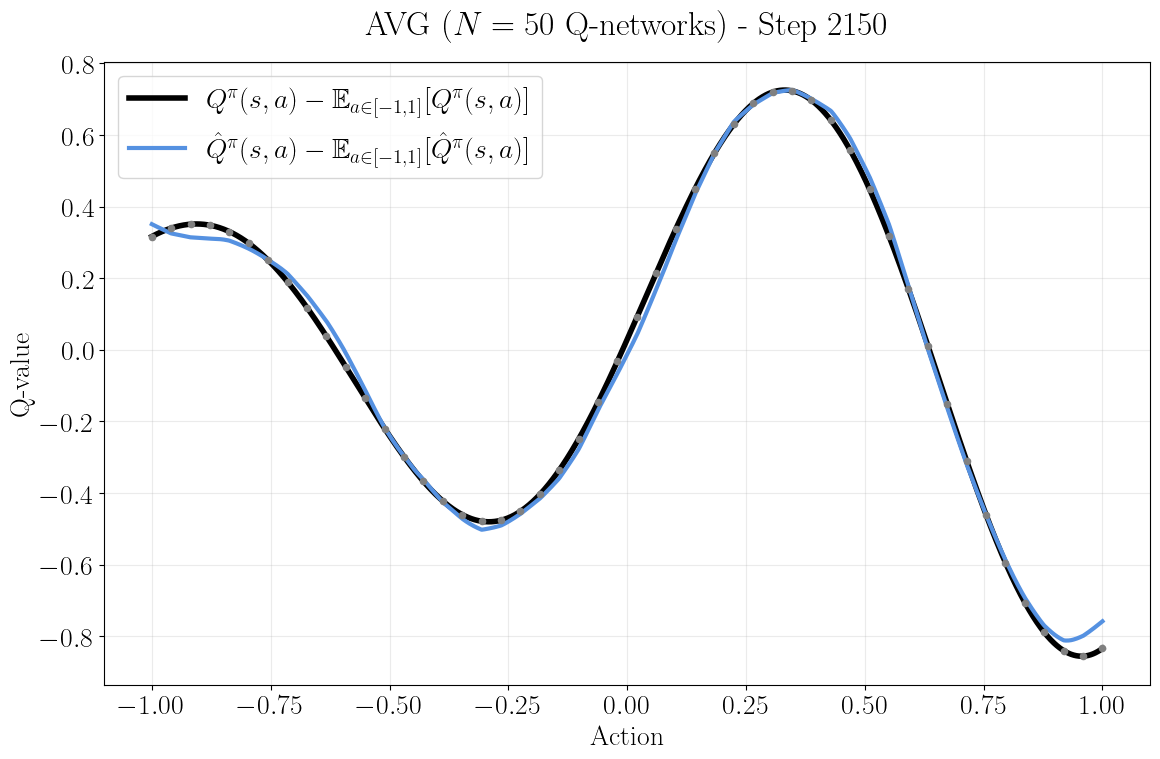 AVG (N = 50 Q-networks) - Step 2150
Q^π(s, a) − 𝔼_{a∈[−1,1]}[Q^π(s, a)]
Q̂^π(s, a) − 𝔼_{a∈[−1,1]}[Q̂^π(s, a)]
Q-value
0.8
0.6
0.4
0.2
0.0
−0.2
−0.4
−0.6
−0.8
−1.00 −0.75 −0.50 −0.25 0.00 0.25 0.50 0.75 1.00
Action